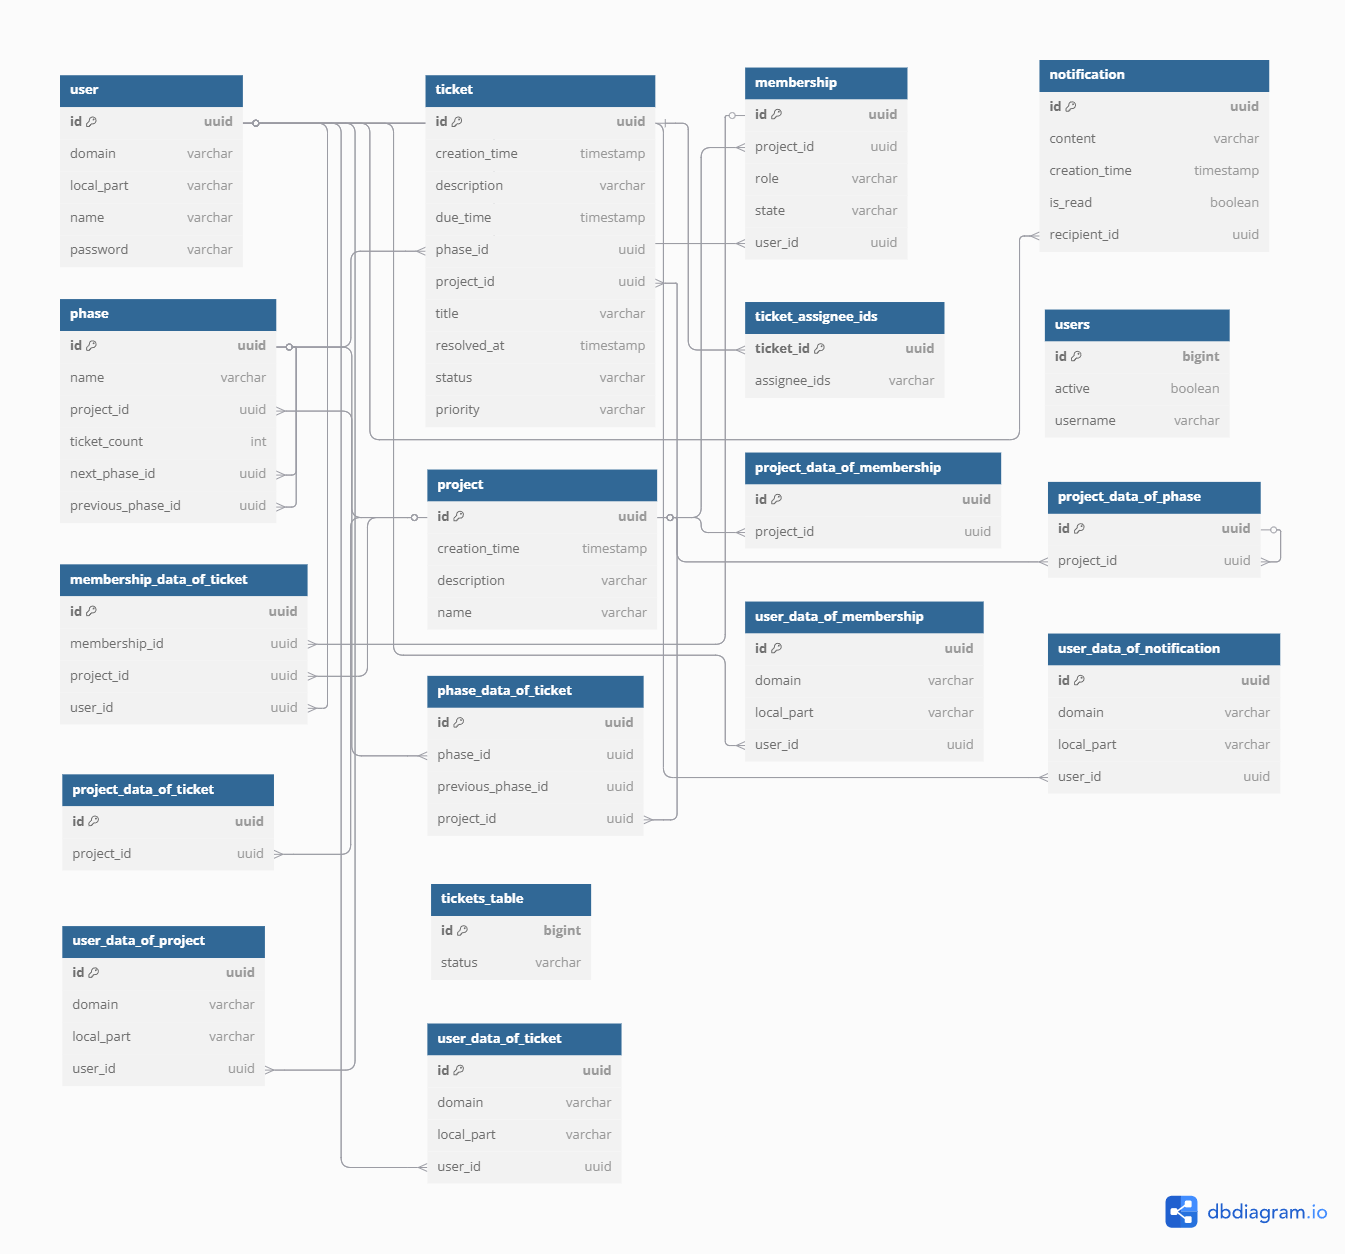 user
id uuid
domain varchar
local_part varchar
name varchar
password varchar
ticket
id uuid
creation_time timestamp
description varchar
due_time timestamp
phase_id uuid
project_id uuid
title varchar
resolved_at timestamp
status varchar
priority varchar
membership
id uuid
project_id uuid
role varchar
state varchar
user_id uuid
notification
id uuid
content varchar
creation_time timestamp
is_read boolean
recipient_id uuid
phase
id uuid
name varchar
project_id uuid
ticket_count int
next_phase_id uuid
previous_phase_id uuid
ticket_assignee_ids
ticket_id uuid
assignee_ids varchar
users
id bigint
active boolean
username varchar
project
id uuid
creation_time timestamp
description varchar
name varchar
project_data_of_membership
id uuid
project_id uuid
project_data_of_phase
id uuid
project_id uuid
membership_data_of_ticket
id uuid
membership_id uuid
project_id uuid
user_id uuid
user_data_of_membership
id uuid
domain varchar
local_part varchar
user_id uuid
user_data_of_notification
id uuid
domain varchar
local_part varchar
user_id uuid
phase_data_of_ticket
id uuid
phase_id uuid
previous_phase_id uuid
project_id uuid
project_data_of_ticket
id uuid
project_id uuid
tickets_table
id bigint
status varchar
user_data_of_project
id uuid
domain varchar
local_part varchar
user_id uuid
user_data_of_ticket
id uuid
domain varchar
local_part varchar
user_id uuid
dbdiagram.io